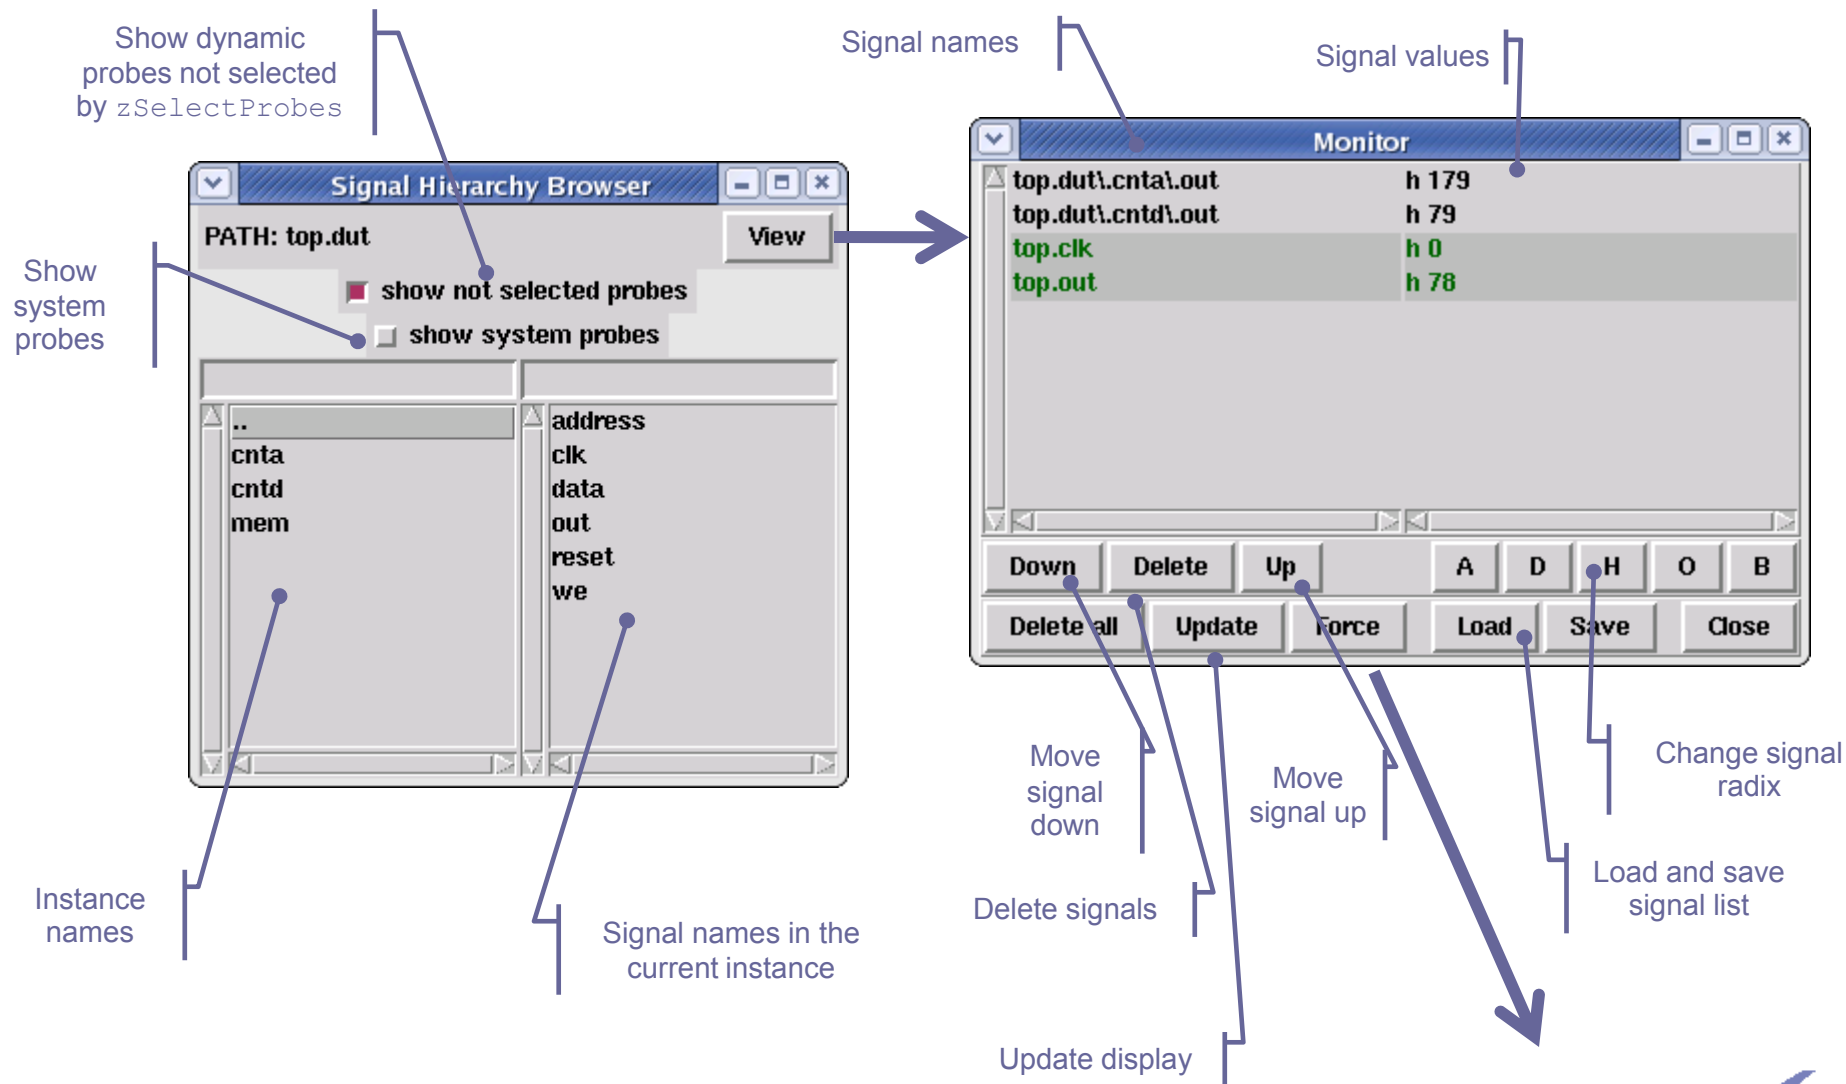 Show dynamic
probes not selected
by zSelectProbes
Signal names
Signal values
Show
system
probes
Signal Hierarchy Browser
PATH: top.dut
View
show not selected probes
show system probes
..
cnta
cntd
mem
address
clk
data
out
reset
we
Monitor
top.dut\.cnta\.out h 179
top.dut\.cntd\.out h 79
top.clk h 0
top.out h 78
Down Delete Up A D H O B
Delete all Update Force Load Save Close
Instance
names
Signal names in the
current instance
Move
signal
down
Move
signal up
Change signal
radix
Delete signals
Load and save
signal list
Update display